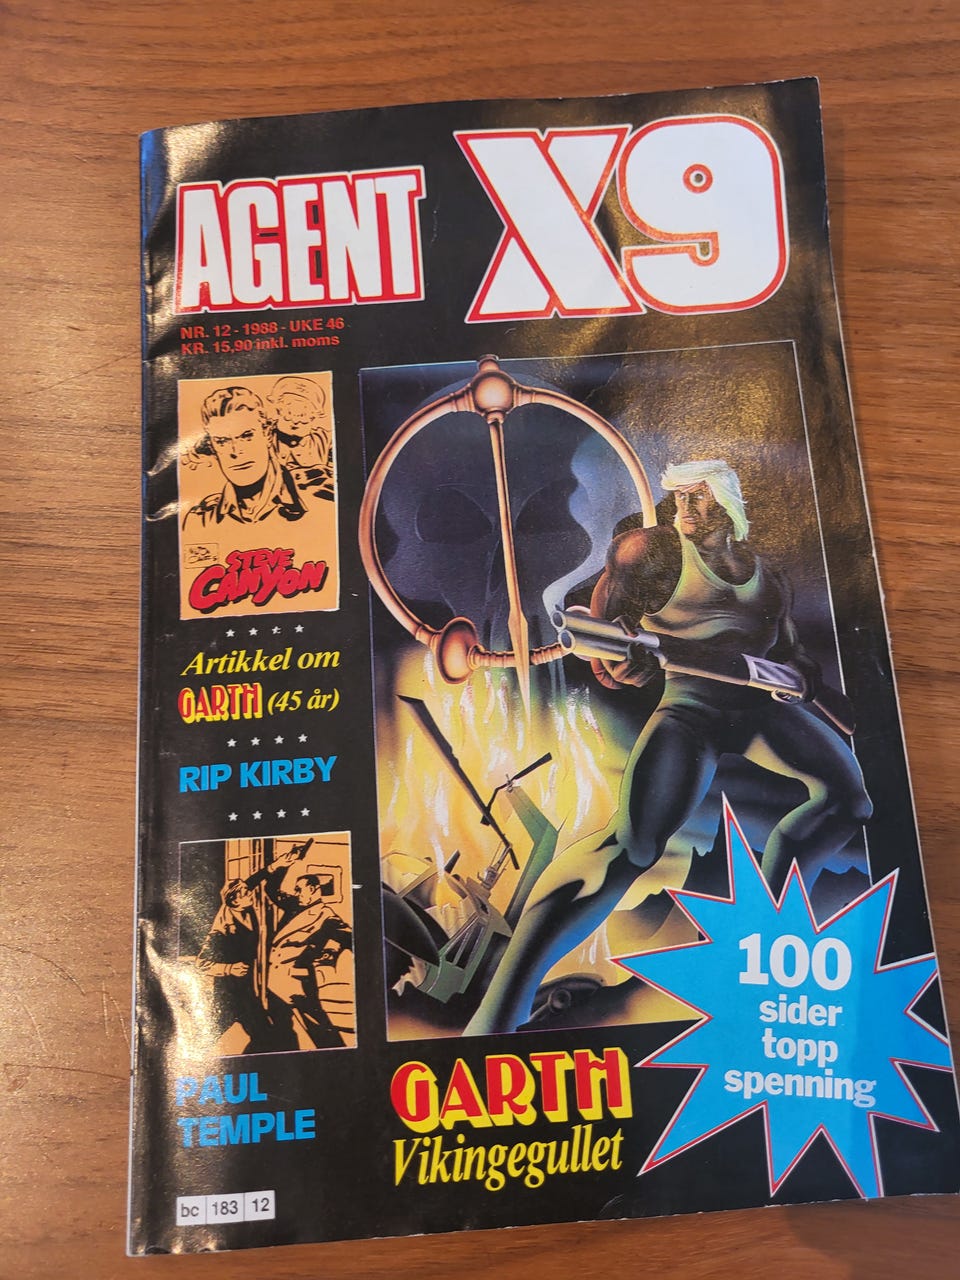 AGENT X9
NR. 12 - 1988 - UKE 46
KR. 15,90 inkl. moms
STEVE
CANYON
Artikkel om
GARTH (45 år)
RIP KIRBY
PAUL
TEMPLE
GARTH
Vikingegullet
100
sider
topp
spenning
bc 183 12